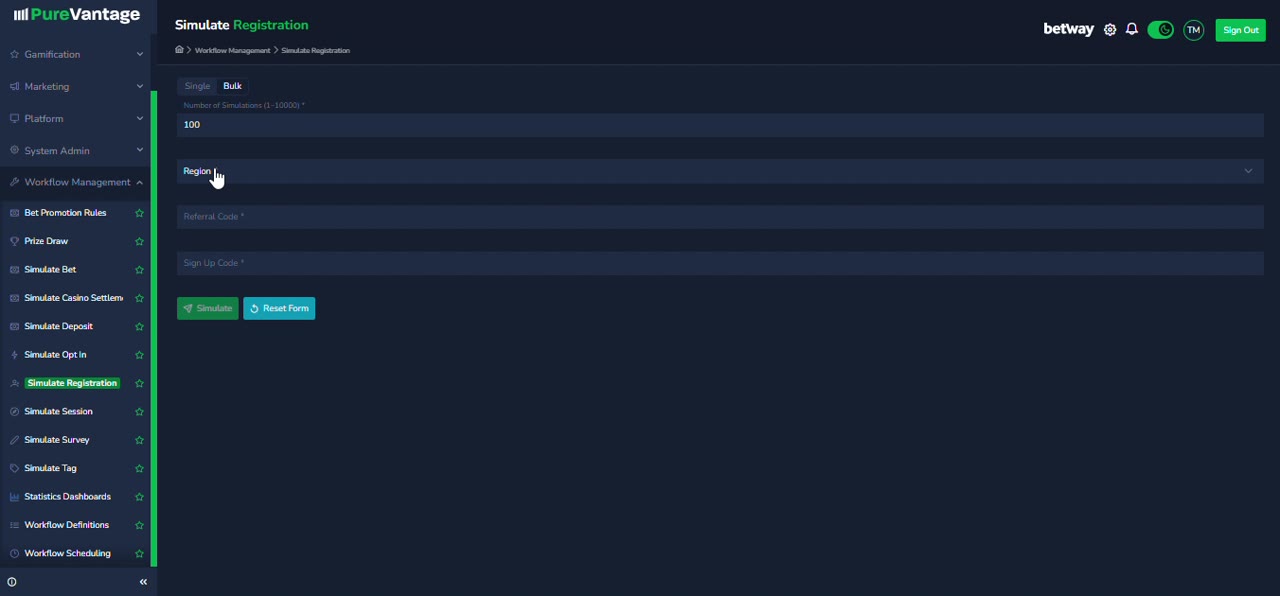 PureVantage
Gamification
Marketing
Platform
System Admin
Workflow Management
Bet Promotion Rules
Prize Draw
Simulate Bet
Simulate Casino Settlem
Simulate Deposit
Simulate Opt In
Simulate Registration
Simulate Session
Simulate Survey
Simulate Tag
Statistics Dashboards
Workflow Definitions
Workflow Scheduling
Simulate Registration
Workflow Management > Simulate Registration
betway
TM
Sign Out
Single Bulk
Number of Simulations (1-10000) *
100
Region
Referral Code *
Sign Up Code *
Simulate
Reset Form